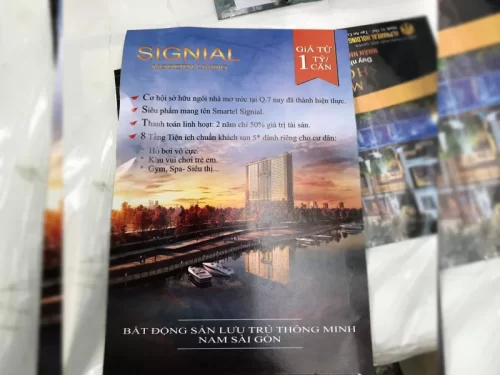 SIGNIAL
GIÁ TỪ
1 TỶ/
CĂN
Cơ hội sở hữu ngôi nhà mơ ước tại Q.7 nay đã thành hiện thực.
Siêu phẩm mang tên Smartel Signial.
Thanh toán linh hoạt: 2 năm chỉ 50% giá trị tài sản.
8 Tầng Tiện ích chuẩn khách sạn 5* dành riêng cho cư dân:
Hồ bơi vô cực.
Khu vui chơi trẻ em.
Gym, Spa- Siêu thị...
BẤT ĐỘNG SẢN LƯU TRÚ THÔNG MINH
NAM SÀI GÒN